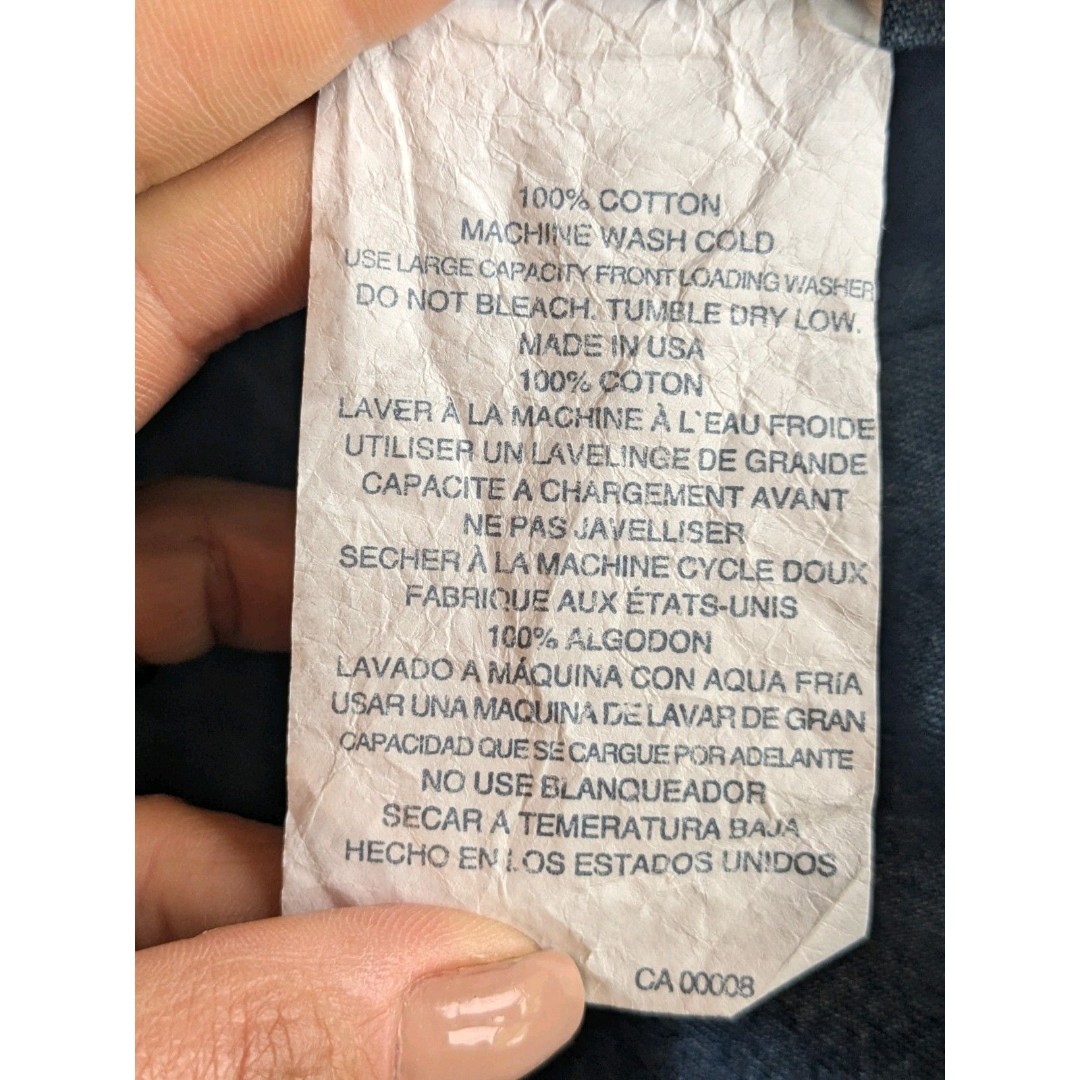 100% COTTON
MACHINE WASH COLD
USE LARGE CAPACITY FRONT LOADING WASHER
DO NOT BLEACH. TUMBLE DRY LOW.
MADE IN USA
100% COTON
LAVER À LA MACHINE À L`EAU FROIDE
UTILISER UN LAVELINGE DE GRANDE
CAPACITE A CHARGEMENT AVANT
NE PAS JAVELLISER
SECHER À LA MACHINE CYCLE DOUX
FABRIQUE AUX ÉTATS-UNIS
100% ALGODON
LAVADO A MÁQUINA CON AQUA FRÍA
USAR UNA MAQUINA DE LAVAR DE GRAN
CAPACIDAD QUE SE CARGUE POR ADELANTE
NO USE BLANQUEADOR
SECAR A TEMERATURA BAJA
HECHO EN LOS ESTADOS UNIDOS
CA 00008